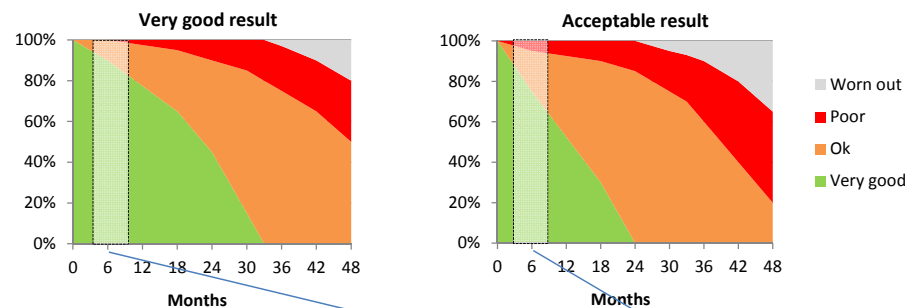 Very good result
100%
80%
60%
40%
20%
0%
0 6 12 18 24 30 36 42 48
Months
Acceptable result
100%
80%
60%
40%
20%
0%
0 6 12 18 24 30 36 42 48
Months
Worn out
Poor
Ok
Very good